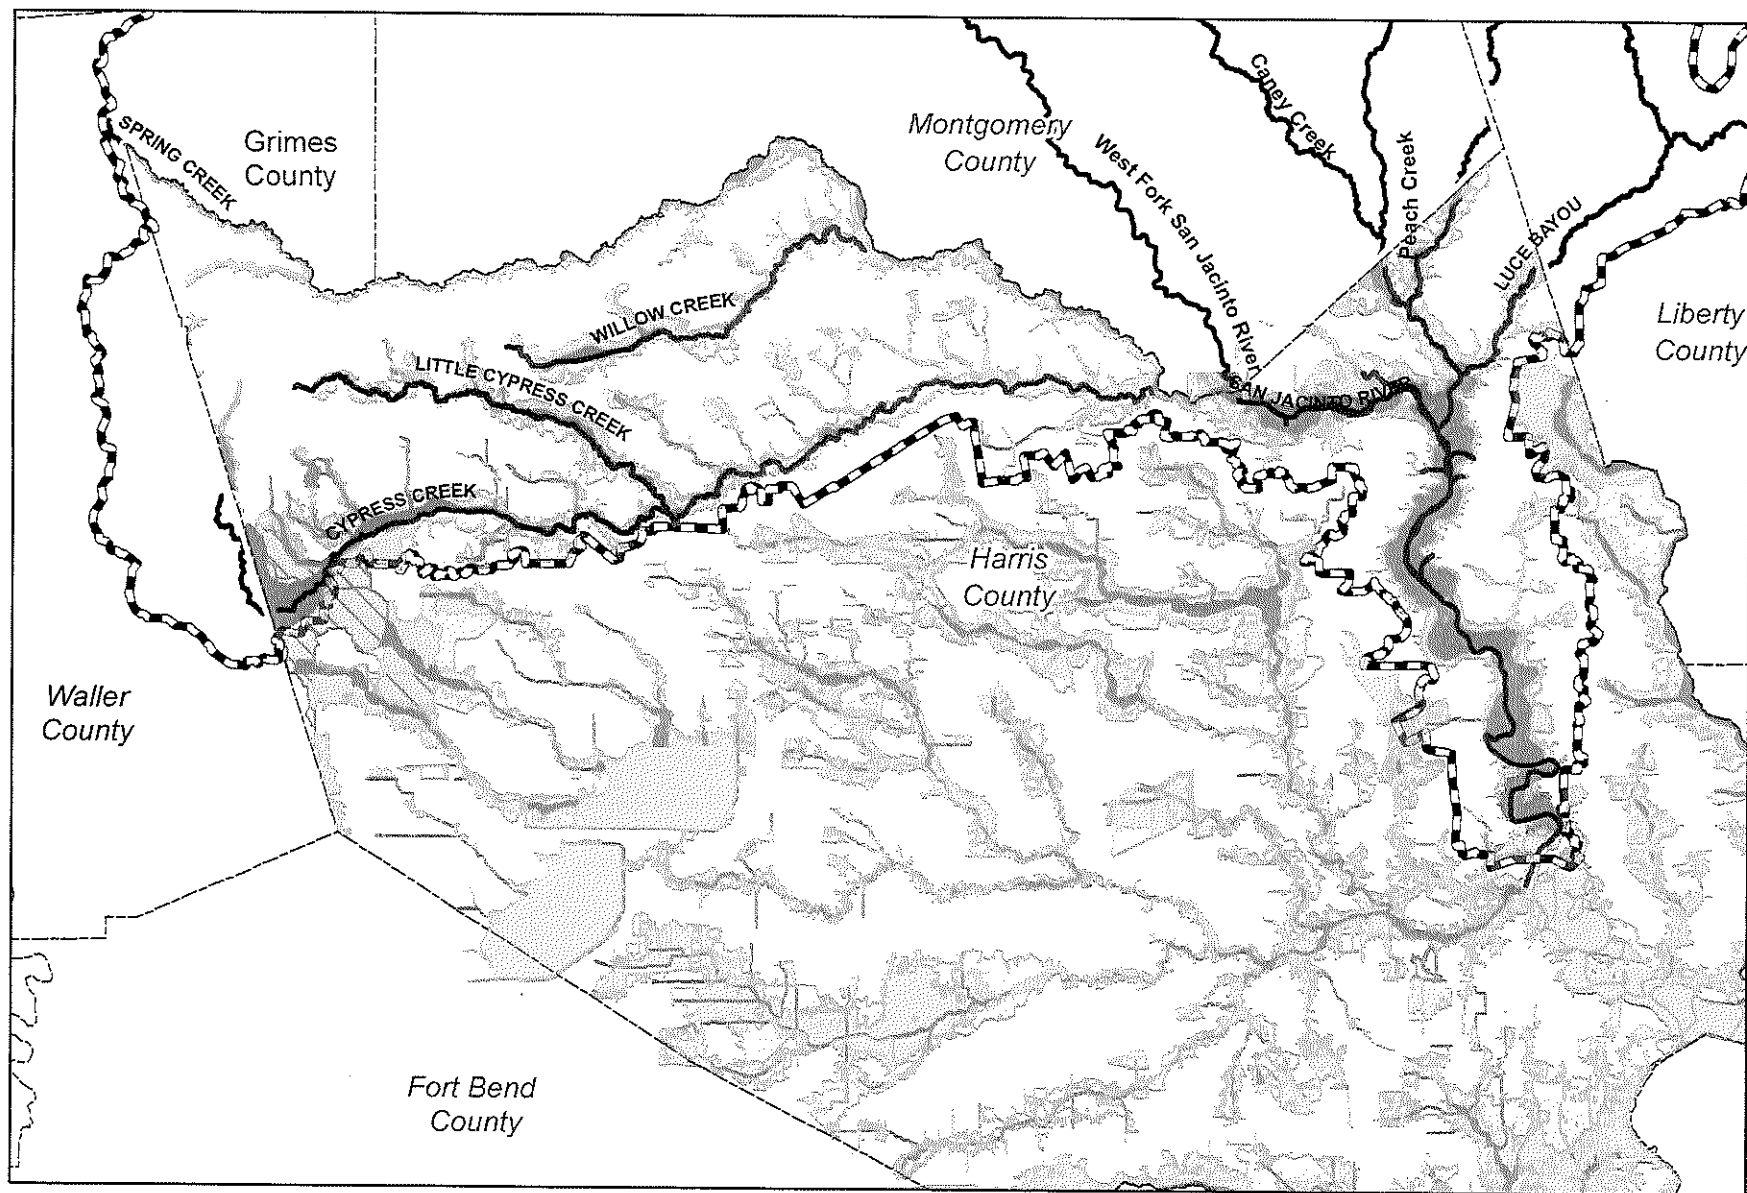 SPRING CREEK
Grimes
County
Montgomery
County
West Fork San Jacinto River
Caney Creek
Peach Creek
LUCE BAYOU
Liberty
County
WILLOW CREEK
LITTLE CYPRESS CREEK
SAN JACINTO RIVER
CYPRESS CREEK
Harris
County
Waller
County
Fort Bend
County